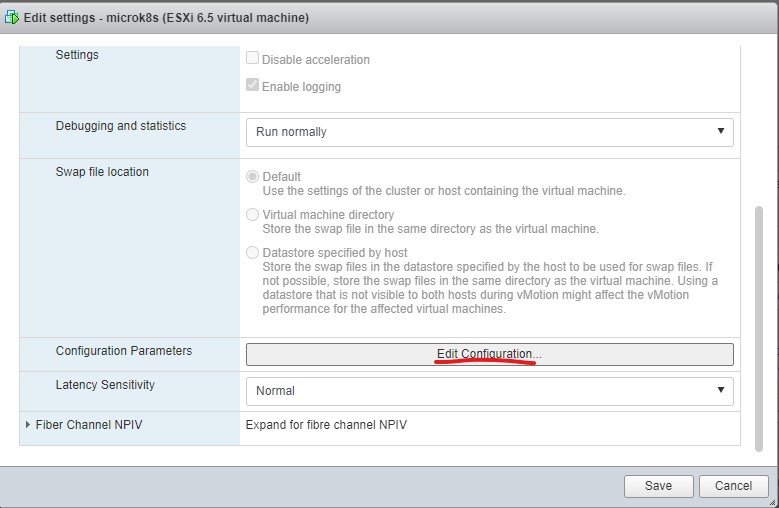 Edit settings - microk8s (ESXi 6.5 virtual machine)
Settings
Disable acceleration
Enable logging
Debugging and statistics
Run normally
Swap file location
Default
Use the settings of the cluster or host containing the virtual machine.
Virtual machine directory
Store the swap file in the same directory as the virtual machine.
Datastore specified by host
Store the swap files in the datastore specified by the host to be used for swap files. If
not possible, store the swap files in the same directory as the virtual machine. Using a
datastore that is not visible to both hosts during vMotion might affect the vMotion
performance for the affected virtual machines.
Configuration Parameters
Edit Configuration...
Latency Sensitivity
Normal
Fiber Channel NPIV
Expand for fibre channel NPIV
Save
Cancel